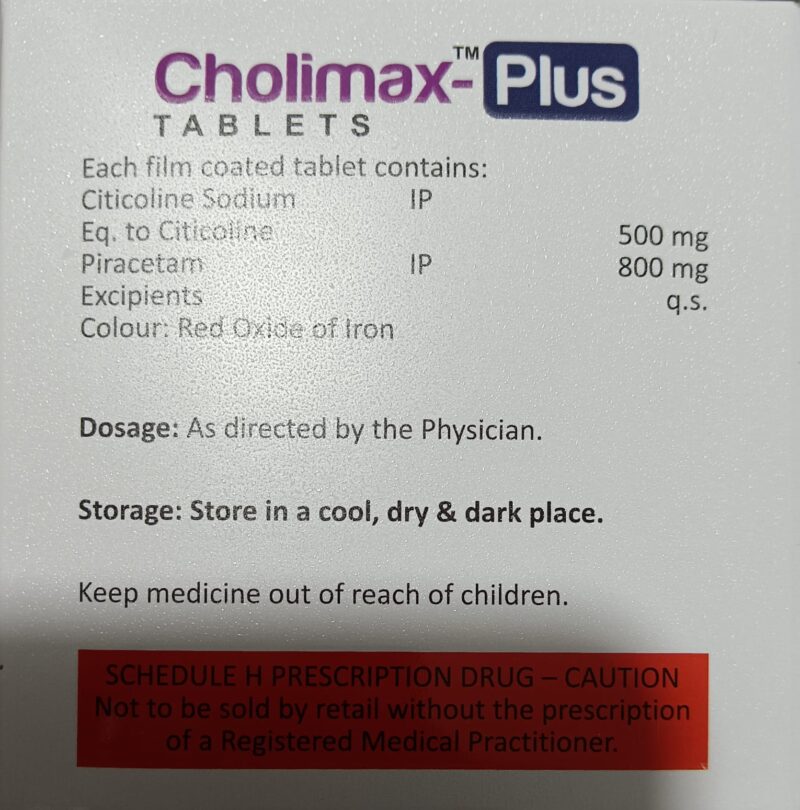 Cholimax-™ Plus
TABLETS
Each film coated tablet contains:
Citicoline Sodium IP
Eq. to Citicoline 500 mg
Piracetam IP 800 mg
Excipients q.s.
Colour: Red Oxide of Iron
Dosage: As directed by the Physician.
Storage: Store in a cool, dry & dark place.
Keep medicine out of reach of children.
SCHEDULE H PRESCRIPTION DRUG – CAUTION
Not to be sold by retail without the prescription
of a Registered Medical Practitioner.